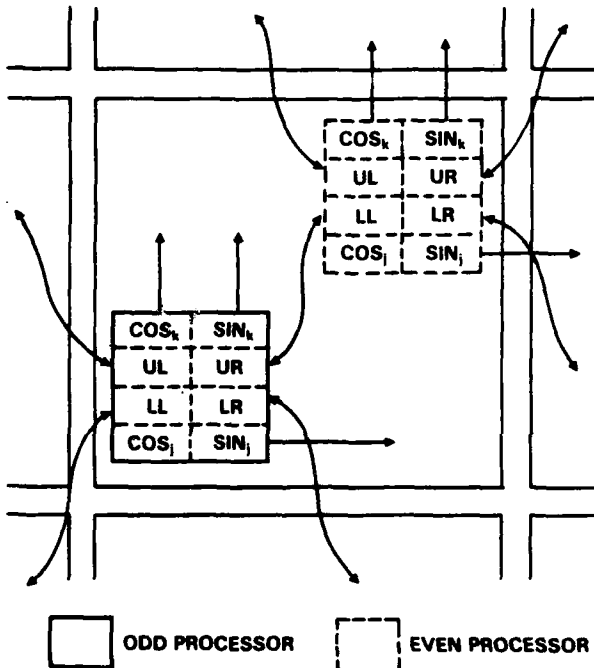 COSₖ SINₖ
UL UR
LL LR
COSⱼ SINⱼ
COSₖ SINₖ
UL UR
LL LR
COSⱼ SINⱼ
ODD PROCESSOR
EVEN PROCESSOR